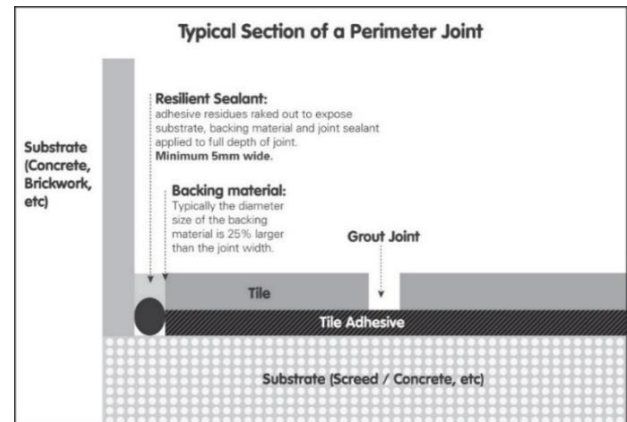 Typical Section of a Perimeter Joint
Resilient Sealant:
adhesive residues raked out to expose
substrate, backing material and joint sealant
applied to full depth of joint.
Minimum 5mm wide.
Substrate
(Concrete,
Brickwork,
etc)
Backing material:
Typically the diameter
size of the backing
material is 25% larger
than the joint width.
Grout Joint
Tile
Tile Adhesive
Substrate (Screed / Concrete, etc)